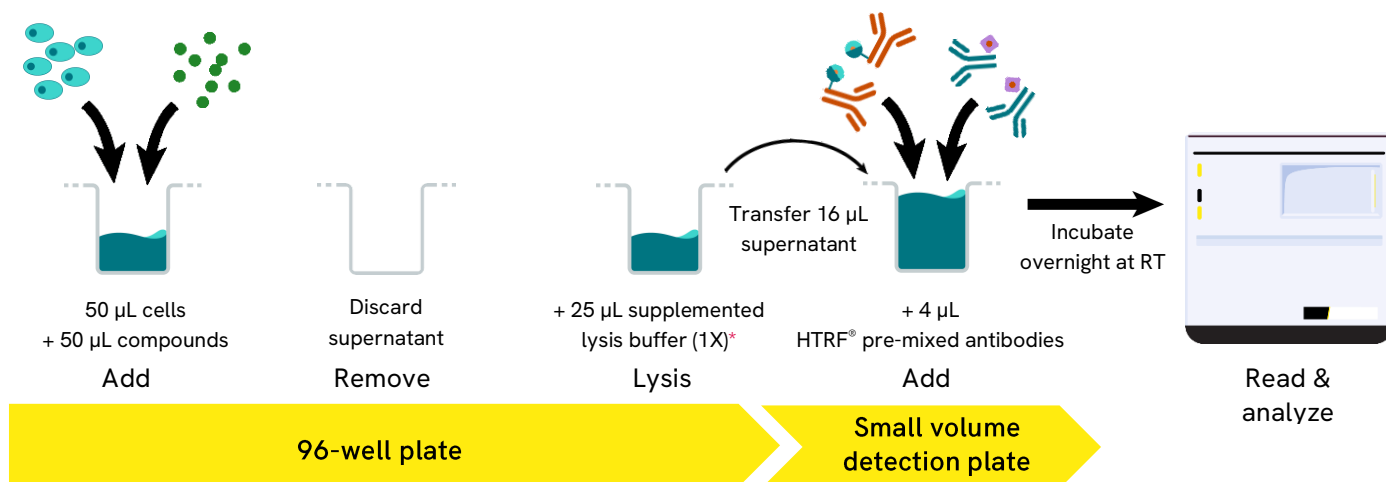 50 µL cells
+ 50 µL compounds
Add
Discard
supernatant
Remove
+ 25 µL supplemented
lysis buffer (1X)*
Lysis
Transfer 16 µL
supernatant
+ 4 µL
HTRF® pre-mixed antibodies
Add
Incubate
overnight at RT
Read &
analyze
96-well plate
Small volume
detection plate